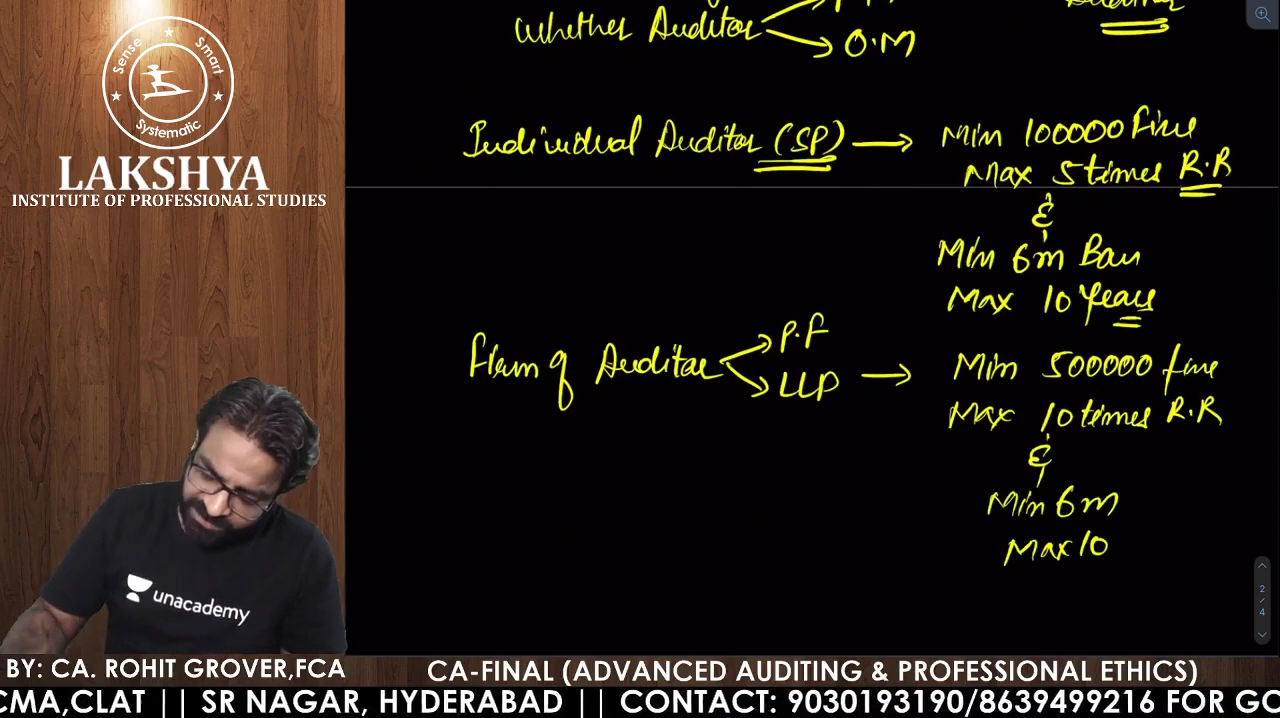 Sense
Smart
Systematic
LAKSHYA
INSTITUTE OF PROFESSIONAL STUDIES
Whether Auditor
O.M
Individual Auditor (SP) → Min 100000 Fine
Max 5 times R.R
&
Min 6m Ban
Max 10 Years
Firm of Auditor
P.F
LLP → Min 500000 fine
Max 10 times R.R
&
Min 6m
Max 10
unacademy
2
/
4
BY: CA. ROHIT GROVER,FCA
CA-FINAL (ADVANCED AUDITING & PROFESSIONAL ETHICS)
CMA,CLAT || SR NAGAR, HYDERABAD || CONTACT: 9030193190/8639499216 FOR GO